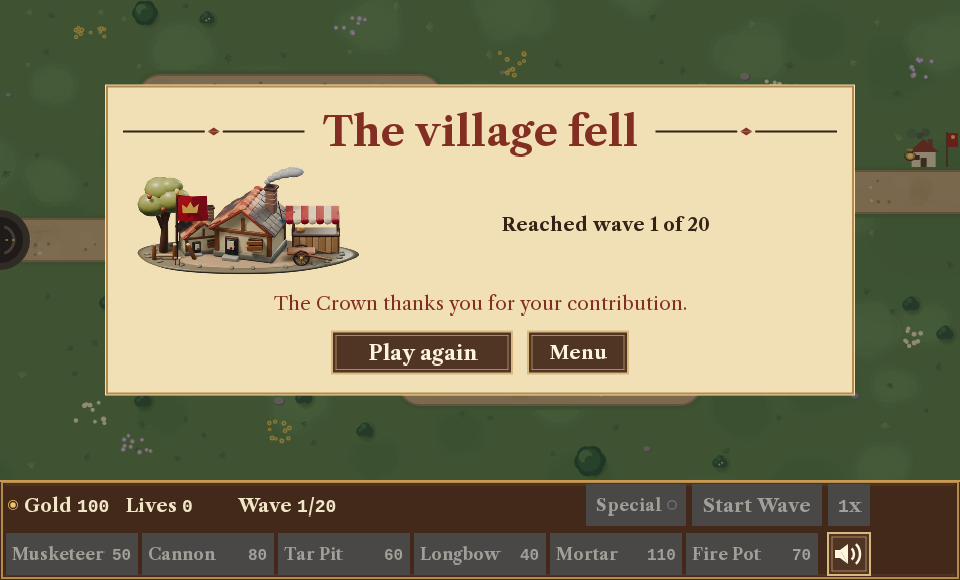 The village fell
Reached wave 1 of 20
The Crown thanks you for your contribution.
Play again
Menu
Gold 100 Lives 0 Wave 1/20 Special Start Wave 1x
Musketeer 50 Cannon 80 Tar Pit 60 Longbow 40 Mortar 110 Fire Pot 70